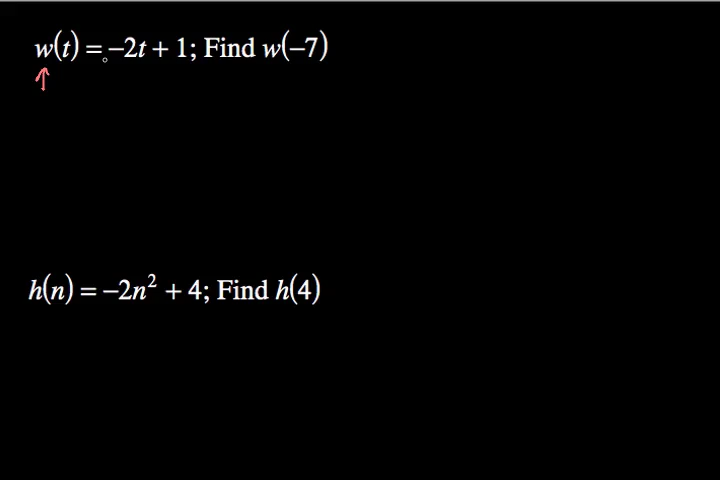 w(t) = −2t + 1; Find w(−7)
h(n) = −2n² + 4; Find h(4)